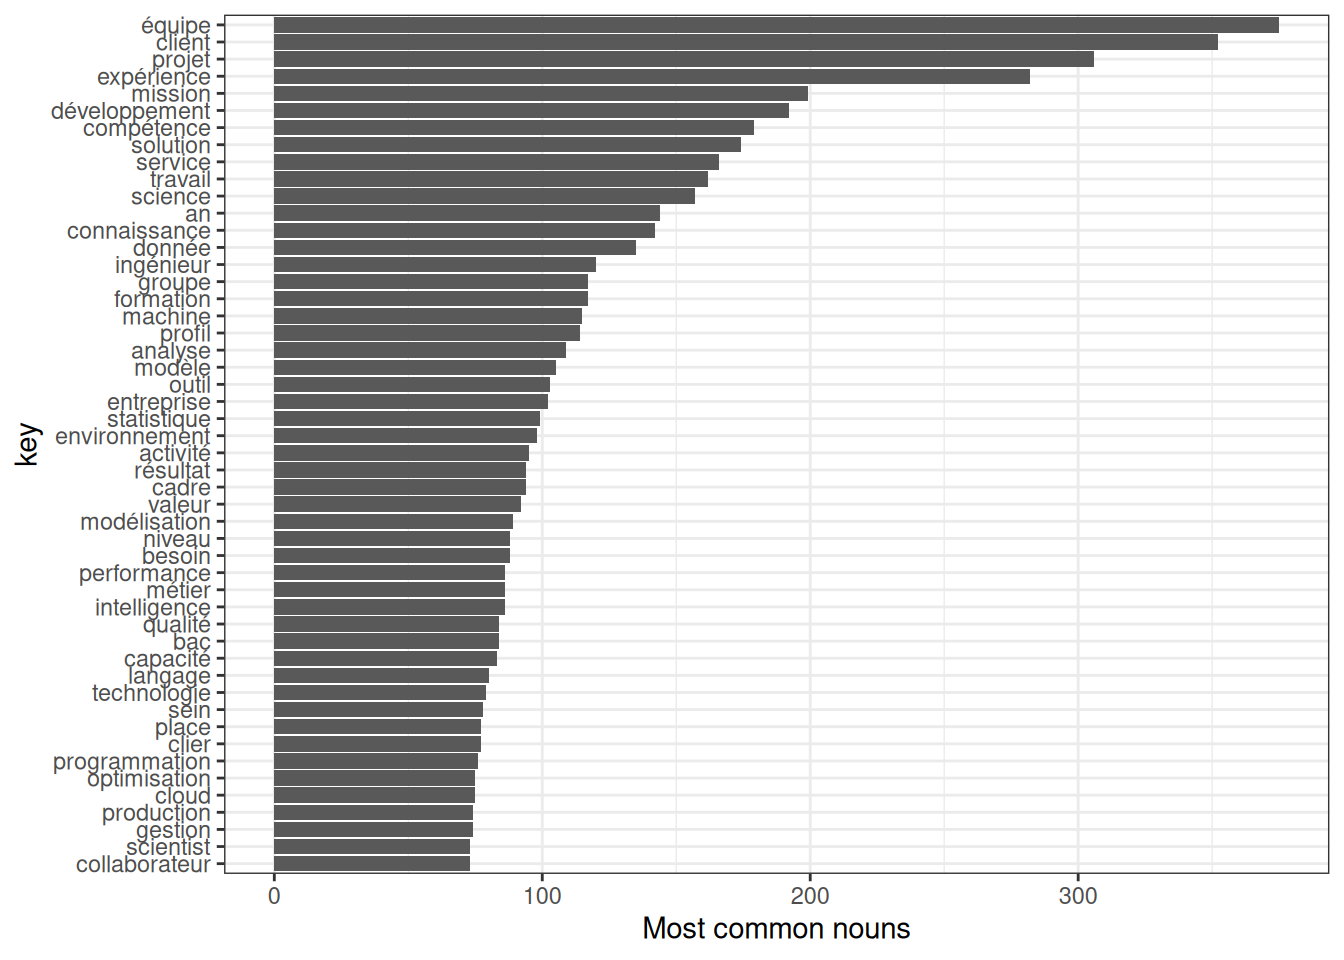 équipe
client
projet
expérience
mission
développement
compétence
solution
service
travail
science
an
connaissance
donnée
ingénieur
groupe
formation
machine
profil
analyse
modèle
outil
entreprise
statistique
environnement
activité
résultat
cadre
valeur
modélisation
niveau
besoin
performance
métier
intelligence
qualité
bac
capacité
langage
technologie
sein
place
clier
programmation
optimisation
cloud
production
gestion
scientist
collaborateur
key
0 100 200 300
Most common nouns